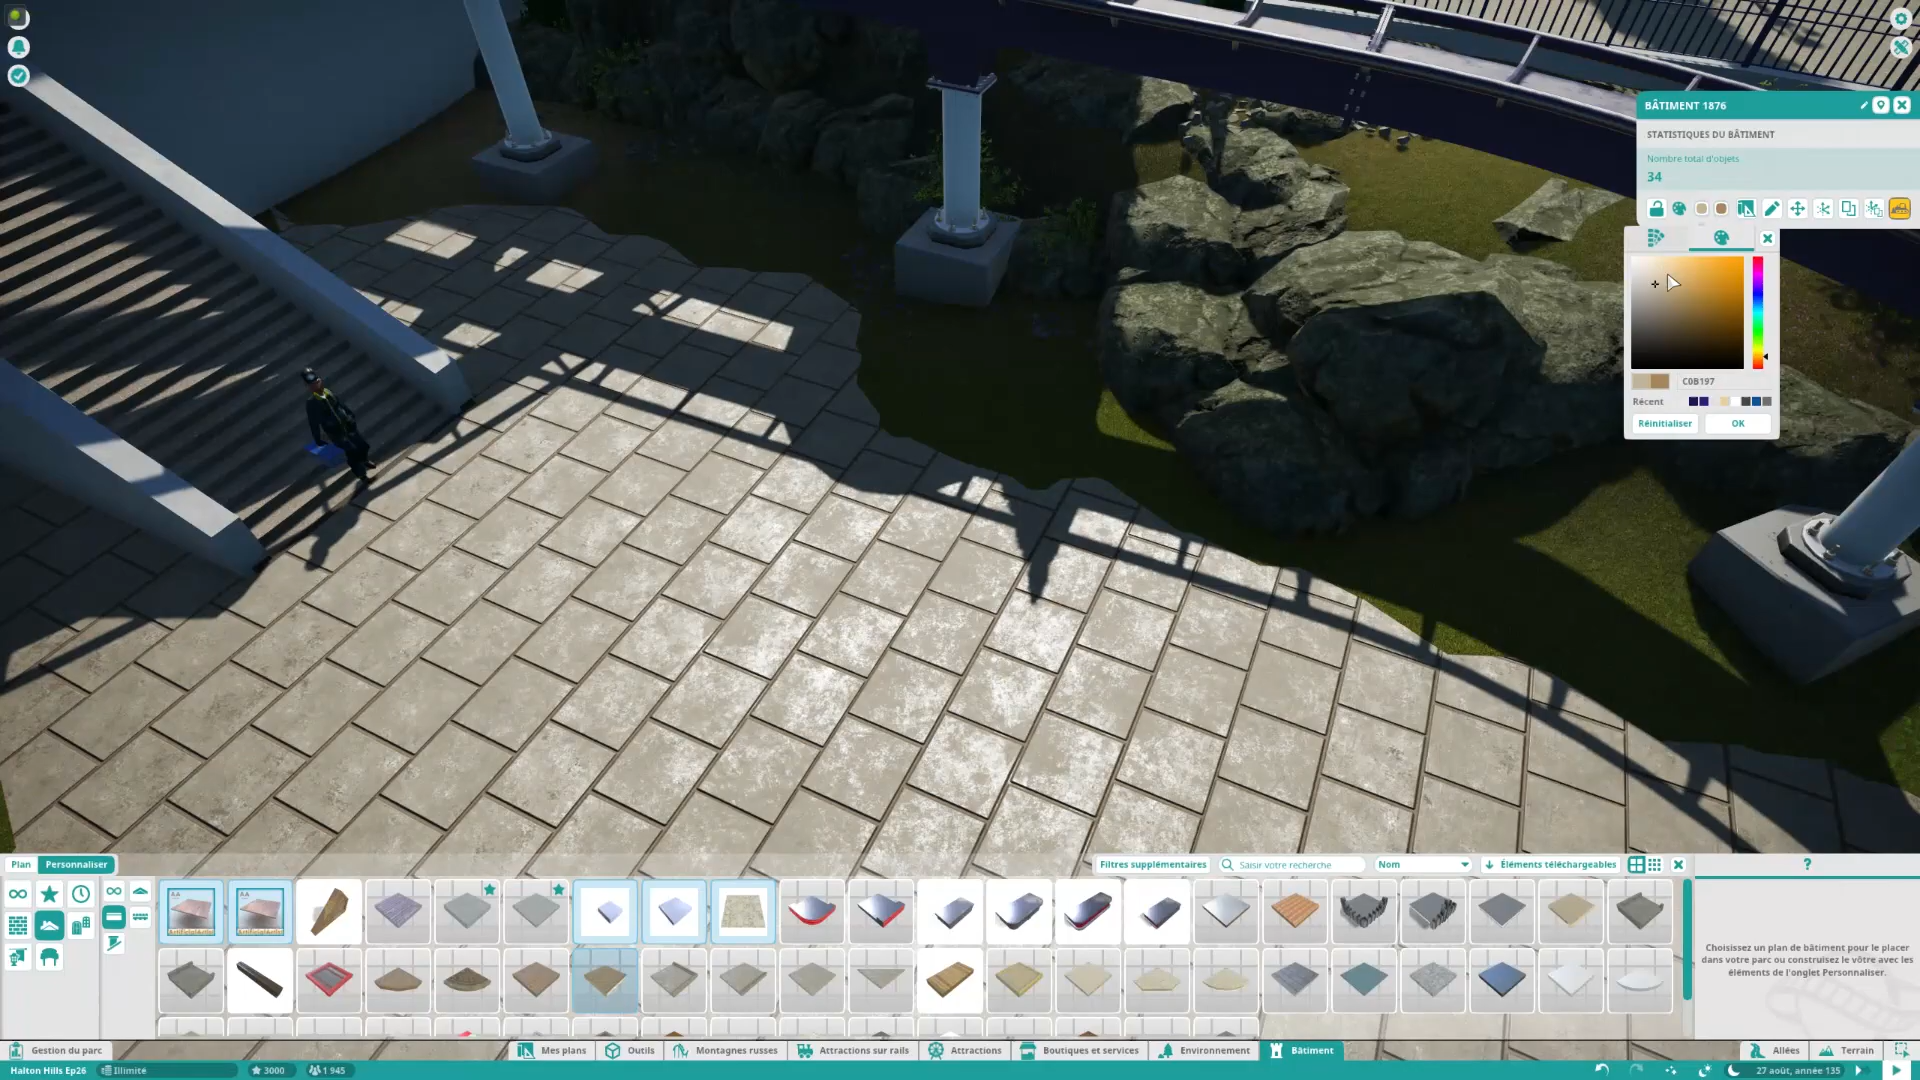 BÂTIMENT 1876
STATISTIQUES DU BÂTIMENT
Nombre total d'objets
34
C0B197
Récent
Réinitialiser
OK
Plan
Personnaliser
Filtres supplémentaires
Saisir votre recherche
Nom
Éléments téléchargeables
?
AA
AA
Choisissez un plan de bâtiment pour le placer
dans votre parc ou construisez le vôtre avec les
éléments de l'onglet Personnaliser.
Gestion du parc
Mes plans
Outils
Montagnes russes
Attractions sur rails
Attractions
Boutiques et services
Environnement
Bâtiment
Allées
Terrain
Halton Hills Ep26
Illimité
3000
1 945
27 août, année 135